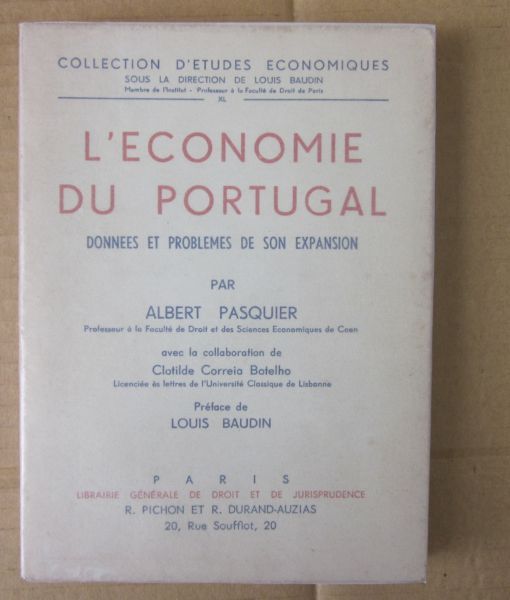 COLLECTION D'ETUDES ECONOMIQUES
SOUS LA DIRECTION DE LOUIS BAUDIN
Membre de l'Institut - Professeur à la Faculté de Droit de Paris
XL
L'ECONOMIE
DU PORTUGAL
DONNEES ET PROBLEMES DE SON EXPANSION
PAR
ALBERT PASQUIER
Professeur à la Faculté de Droit et des Sciences Economiques de Caen
avec la collaboration de
Clotilde Correia Botelho
Licenciée ès lettres de l'Université Classique de Lisbonne
Préface de
LOUIS BAUDIN
PARIS
LIBRAIRIE GÉNÉRALE DE DROIT ET DE JURISPRUDENCE
R. PICHON ET R. DURAND-AUZIAS
20, Rue Soufflot, 20